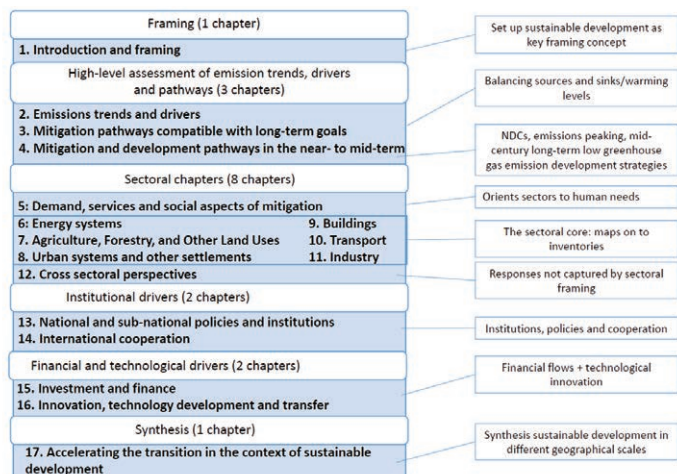 Framing (1 chapter)
1. Introduction and framing
Set up sustainable development as
key framing concept
High-level assessment of emission trends, drivers
and pathways (3 chapters)
Balancing sources and sinks/warming
levels
2. Emissions trends and drivers
3. Mitigation pathways compatible with long-term goals
4. Mitigation and development pathways in the near- to mid-term
NDCs, emissions peaking, mid-
century long-term low greenhouse
gas emission development strategies
Sectoral chapters (8 chapters)
5: Demand, services and social aspects of mitigation
Orients sectors to human needs
6: Energy systems
7. Agriculture, Forestry, and Other Land Uses
8. Urban systems and other settlements
9. Buildings
10. Transport
11. Industry
The sectoral core: maps on to
inventories
12. Cross sectoral perspectives
Responses not captured by sectoral
framing
Institutional drivers (2 chapters)
13. National and sub-national policies and institutions
14. International cooperation
Institutions, policies and cooperation
Financial and technological drivers (2 chapters)
15. Investment and finance
16. Innovation, technology development and transfer
Financial flows + technological
innovation
Synthesis (1 chapter)
17. Accelerating the transition in the context of sustainable
development
Synthesis sustainable development in
different geographical scales